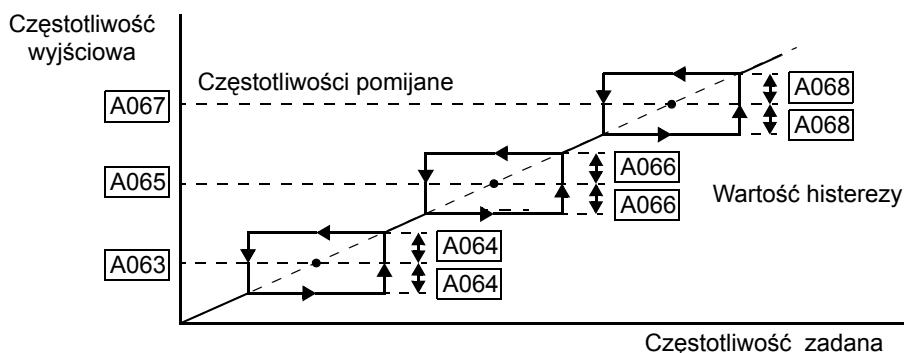 Częstotliwość
wyjściowa
Częstotliwości pomijane
A067
A068
A068
A065
A066
A066
Wartość histerezy
A063
A064
A064
Częstotliwość zadana